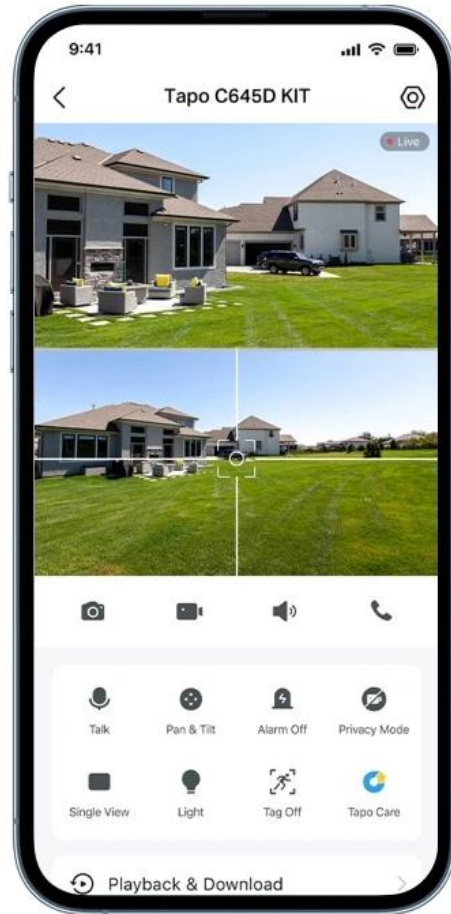 9:41
Tapo C645D KIT
Live
Talk
Pan & Tilt
Alarm Off
Privacy Mode
Single View
Light
Tag Off
Tapo Care
Playback & Download